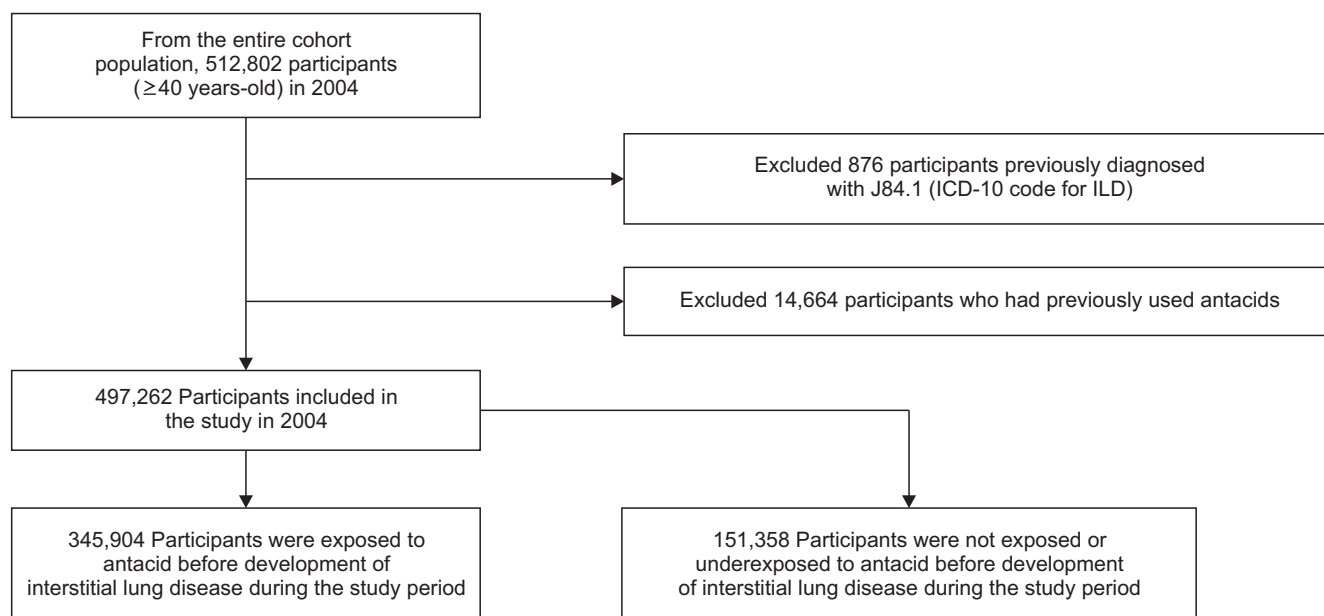 From the entire cohort
population, 512,802 participants
(≥40 years-old) in 2004
Excluded 876 participants previously diagnosed
with J84.1 (ICD-10 code for ILD)
Excluded 14,664 participants who had previously used antacids
497,262 Participants included in
the study in 2004
345,904 Participants were exposed to
antacid before development of
interstitial lung disease during the study period
151,358 Participants were not exposed or
underexposed to antacid before development
of interstitial lung disease during the study period